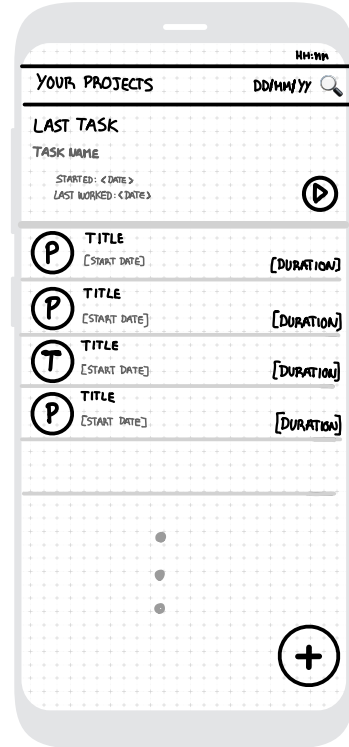 HH:mm
YOUR PROJECTS DD/MM/YY
LAST TASK
TASK NAME
STARTED: <DATE>
LAST WORKED: <DATE>
P TITLE
[START DATE] [DURATION]
P TITLE
[START DATE] [DURATION]
T TITLE
[START DATE] [DURATION]
P TITLE
[START DATE] [DURATION]
+